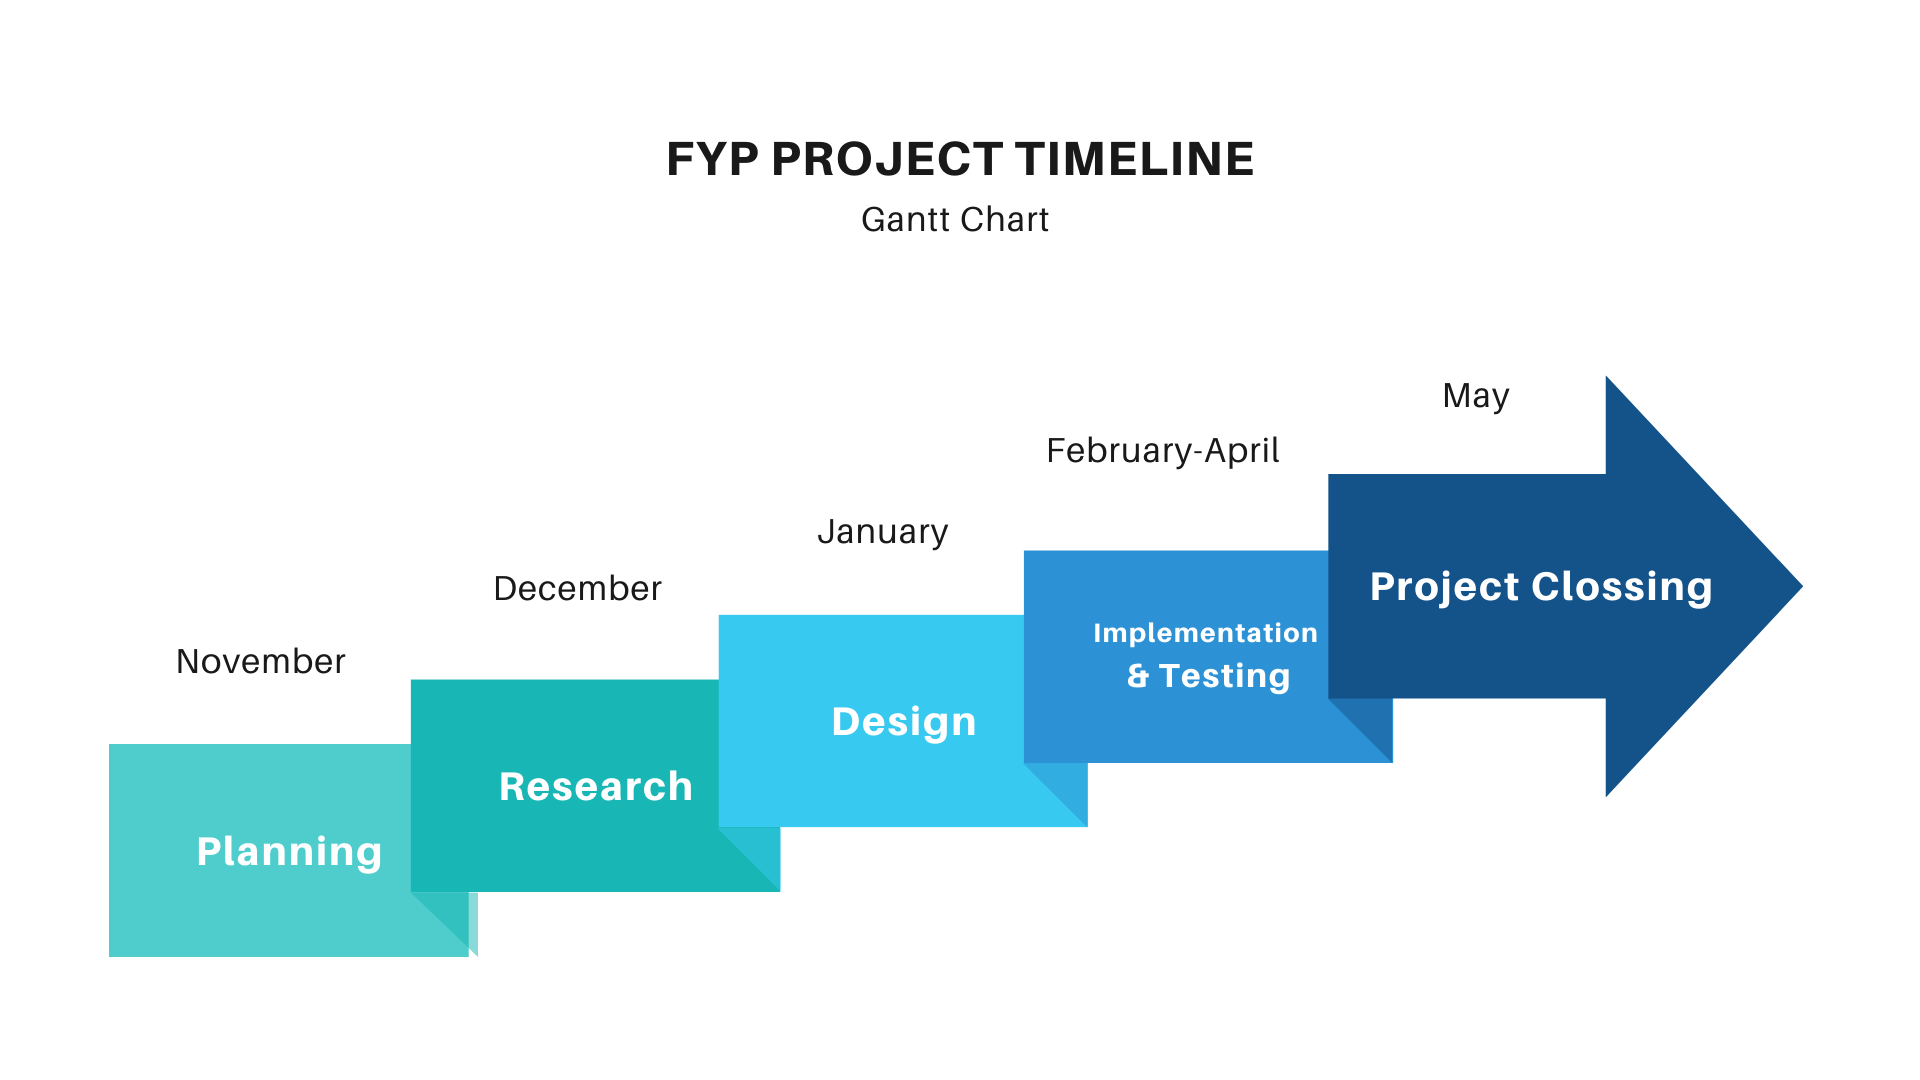 FYP PROJECT TIMELINE
Gantt Chart
November
Planning
December
Research
January
Design
February-April
Implementation
& Testing
May
Project Clossing